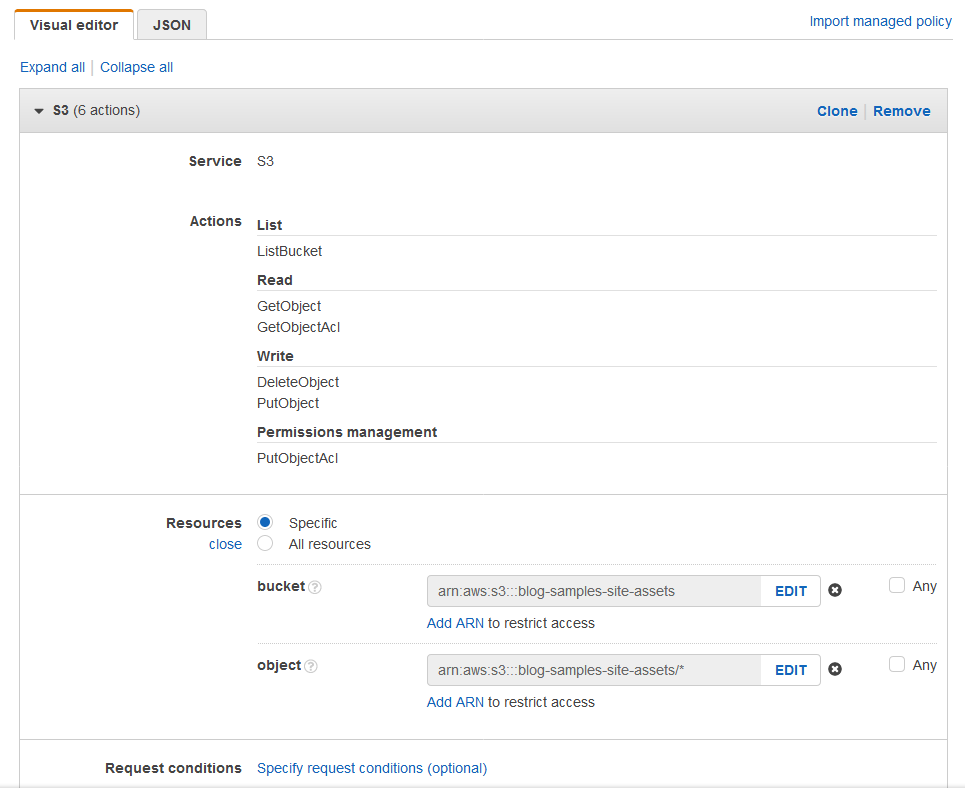 Visual editor JSON Import managed policy
Expand all Collapse all
S3 (6 actions) Clone Remove
Service S3
Actions List
ListBucket
Read
GetObject
GetObjectAcl
Write
DeleteObject
PutObject
Permissions management
PutObjectAcl
Resources Specific
close All resources
bucket ? arn:aws:s3:::blog-samples-site-assets EDIT Any
Add ARN to restrict access
object ? arn:aws:s3:::blog-samples-site-assets/* EDIT Any
Add ARN to restrict access
Request conditions Specify request conditions (optional)